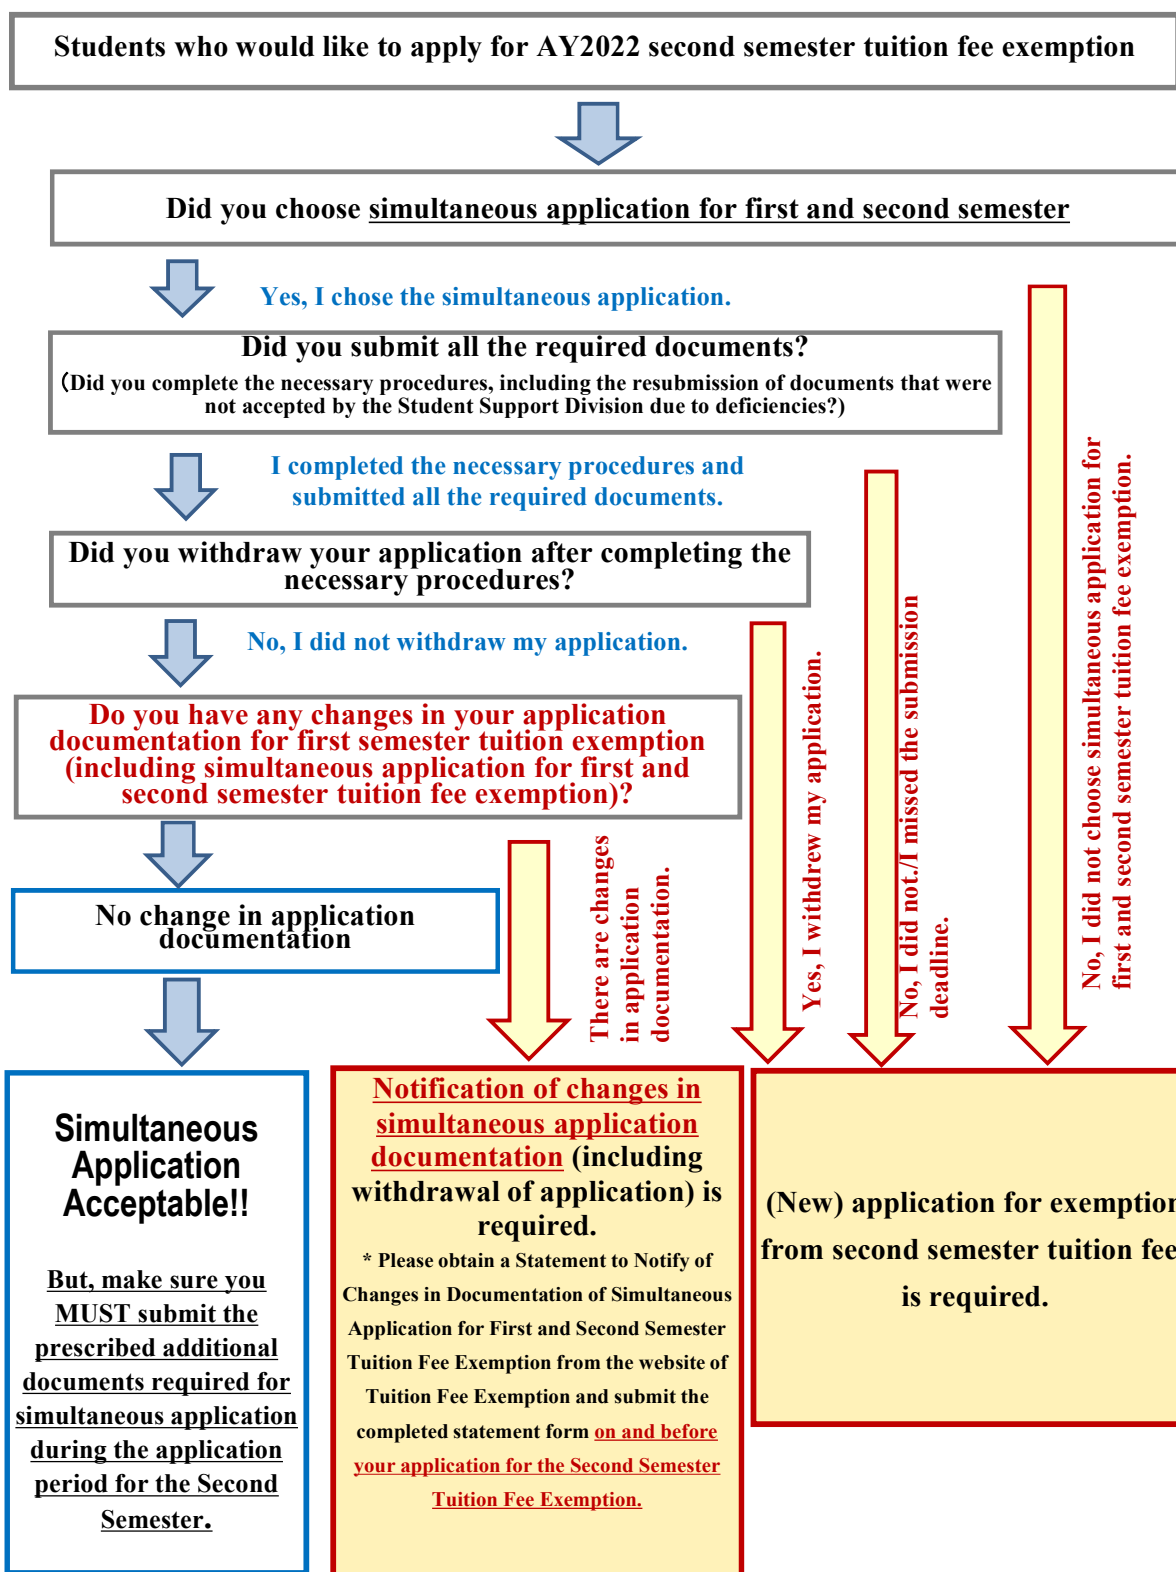 Students who would like to apply for AY2022 second semester tuition fee exemption
Did you choose simultaneous application for first and second semester
Yes, I chose the simultaneous application.
Did you submit all the required documents?
(Did you complete the necessary procedures, including the resubmission of documents that were
not accepted by the Student Support Division due to deficiencies?)
I completed the necessary procedures and
submitted all the required documents.
Did you withdraw your application after completing the
necessary procedures?
No, I did not withdraw my application.
Do you have any changes in your application
documentation for first semester tuition exemption
(including simultaneous application for first and
second semester tuition fee exemption)?
No change in application
documentation
There are changes
in application
documentation.
Yes, I withdrew my application.
No, I did not./I missed the submission
deadline.
No, I did not choose simultaneous application for
first and second semester tuition fee exemption.
Simultaneous
Application
Acceptable!!
But, make sure you
MUST submit the
prescribed additional
documents required for
simultaneous application
during the application
period for the Second
Semester.
Notification of changes in
simultaneous application
documentation (including
withdrawal of application) is
required.
* Please obtain a Statement to Notify of
Changes in Documentation of Simultaneous
Application for First and Second Semester
Tuition Fee Exemption from the website of
Tuition Fee Exemption and submit the
completed statement form on and before
your application for the Second Semester
Tuition Fee Exemption.
(New) application for exemption
from second semester tuition fee
is required.